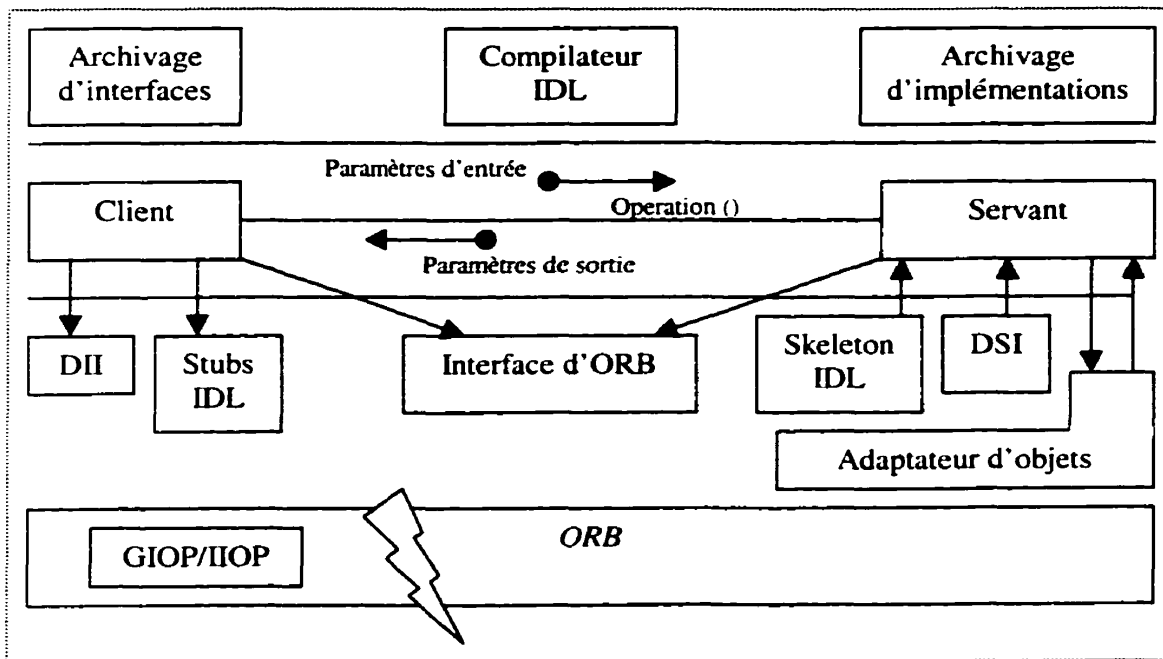 Archivage
d'interfaces
Compilateur
IDL
Archivage
d'implémentations
Paramètres d'entrée
Operation ()
Client
Servant
Paramètres de sortie
DII
Stubs
IDL
Interface d'ORB
Skeleton
IDL
DSI
Adaptateur d'objets
GIOP/IIOP
ORB